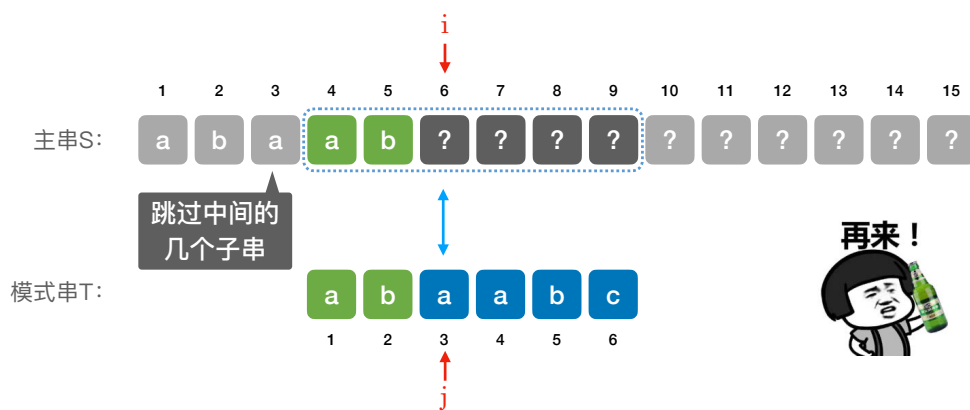 i
1 2 3 4 5 6 7 8 9 10 11 12 13 14 15
主串S: a b a a b ? ? ? ? ? ? ? ? ? ?
跳过中间的
几个子串
再来！
模式串T: a b a a b c
1 2 3 4 5 6
j